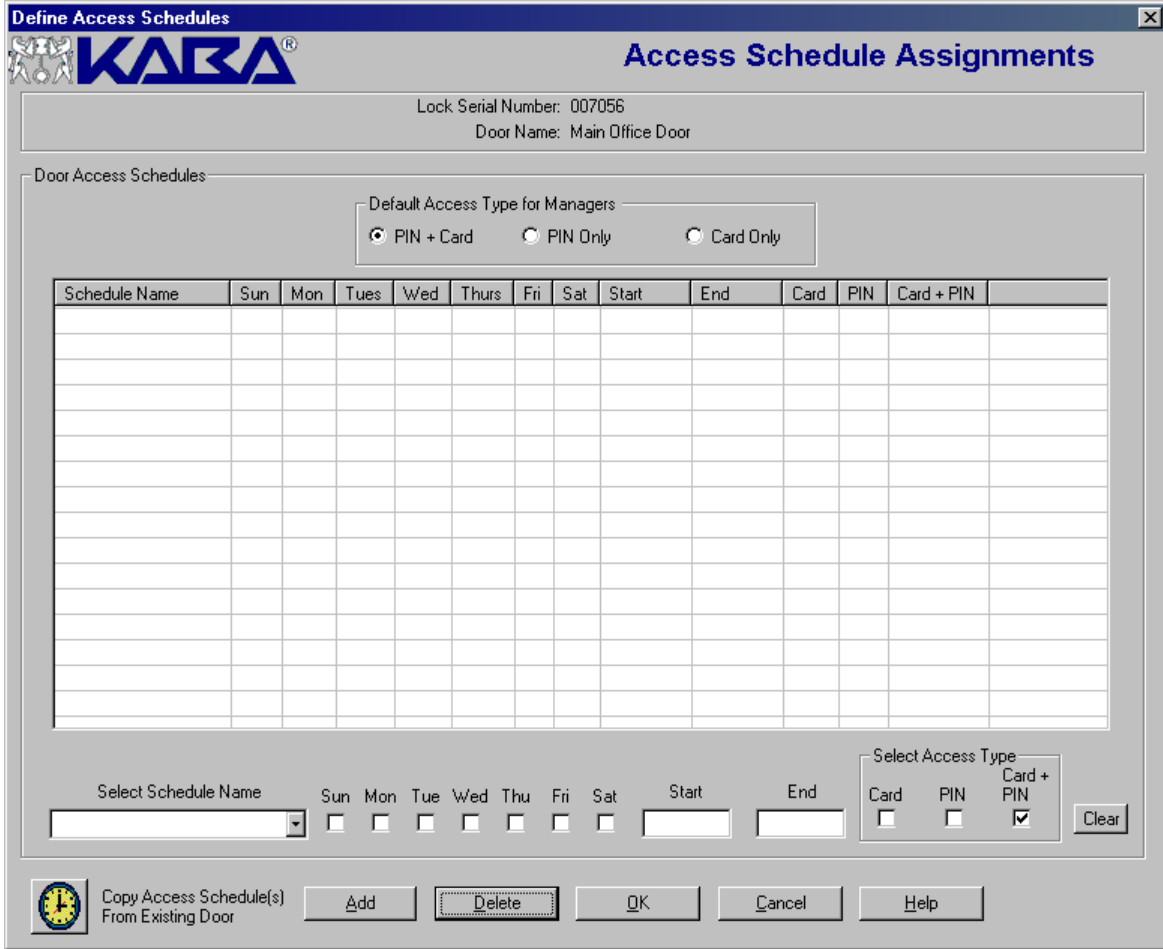 Define Access Schedules
KABA®
Access Schedule Assignments
Lock Serial Number: 007056
Door Name: Main Office Door
Door Access Schedules
Default Access Type for Managers
PIN + Card PIN Only Card Only
Schedule Name Sun Mon Tues Wed Thurs Fri Sat Start End Card PIN Card + PIN
Select Access Type
Select Schedule Name Sun Mon Tue Wed Thu Fri Sat Start End Card PIN Card +
PIN
Clear
Copy Access Schedule(s)
From Existing Door
Add Delete OK Cancel Help